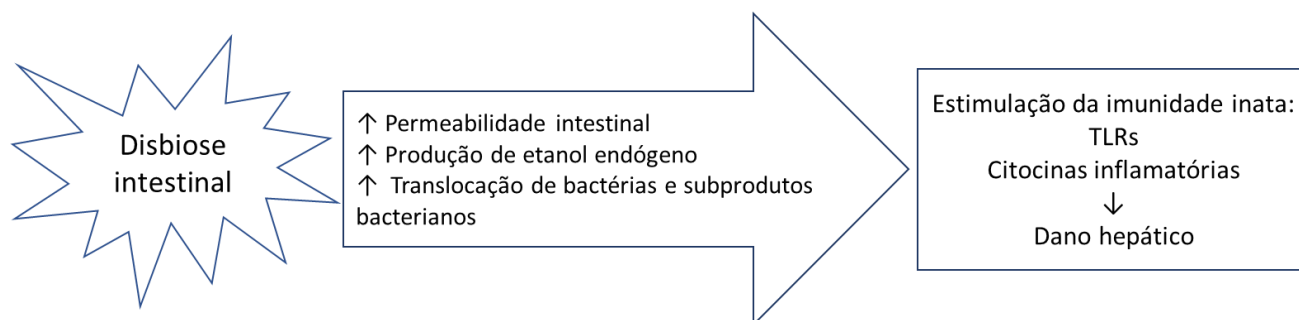 Disbiose
intestinal
↑ Permeabilidade intestinal
↑ Produção de etanol endógeno
↑ Translocação de bactérias e subprodutos
bacterianos
Estimulação da imunidade inata:
TLRs
Citocinas inflamatórias
↓
Dano hepático